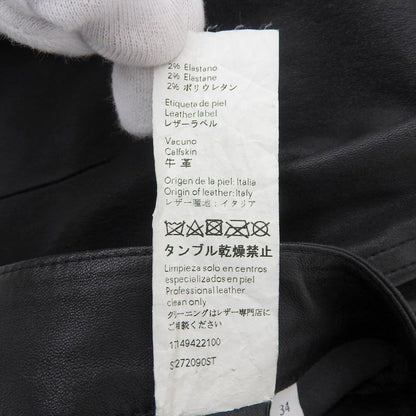 2% Elastano
2% Elastane
2% ポリウレタン
Etiqueta de piel
Leather label
レザーラベル
Vacuno
Calfskin
牛革
Origen de la piel: Italia
Origin of leather: Italy
レザー産地：イタリア
タンブル乾燥禁止
Limpieza solo en centros
especializados en piel
Professional leather
clean only
クリーニングはレザー専門店に
ご相談ください
S272090ST
34